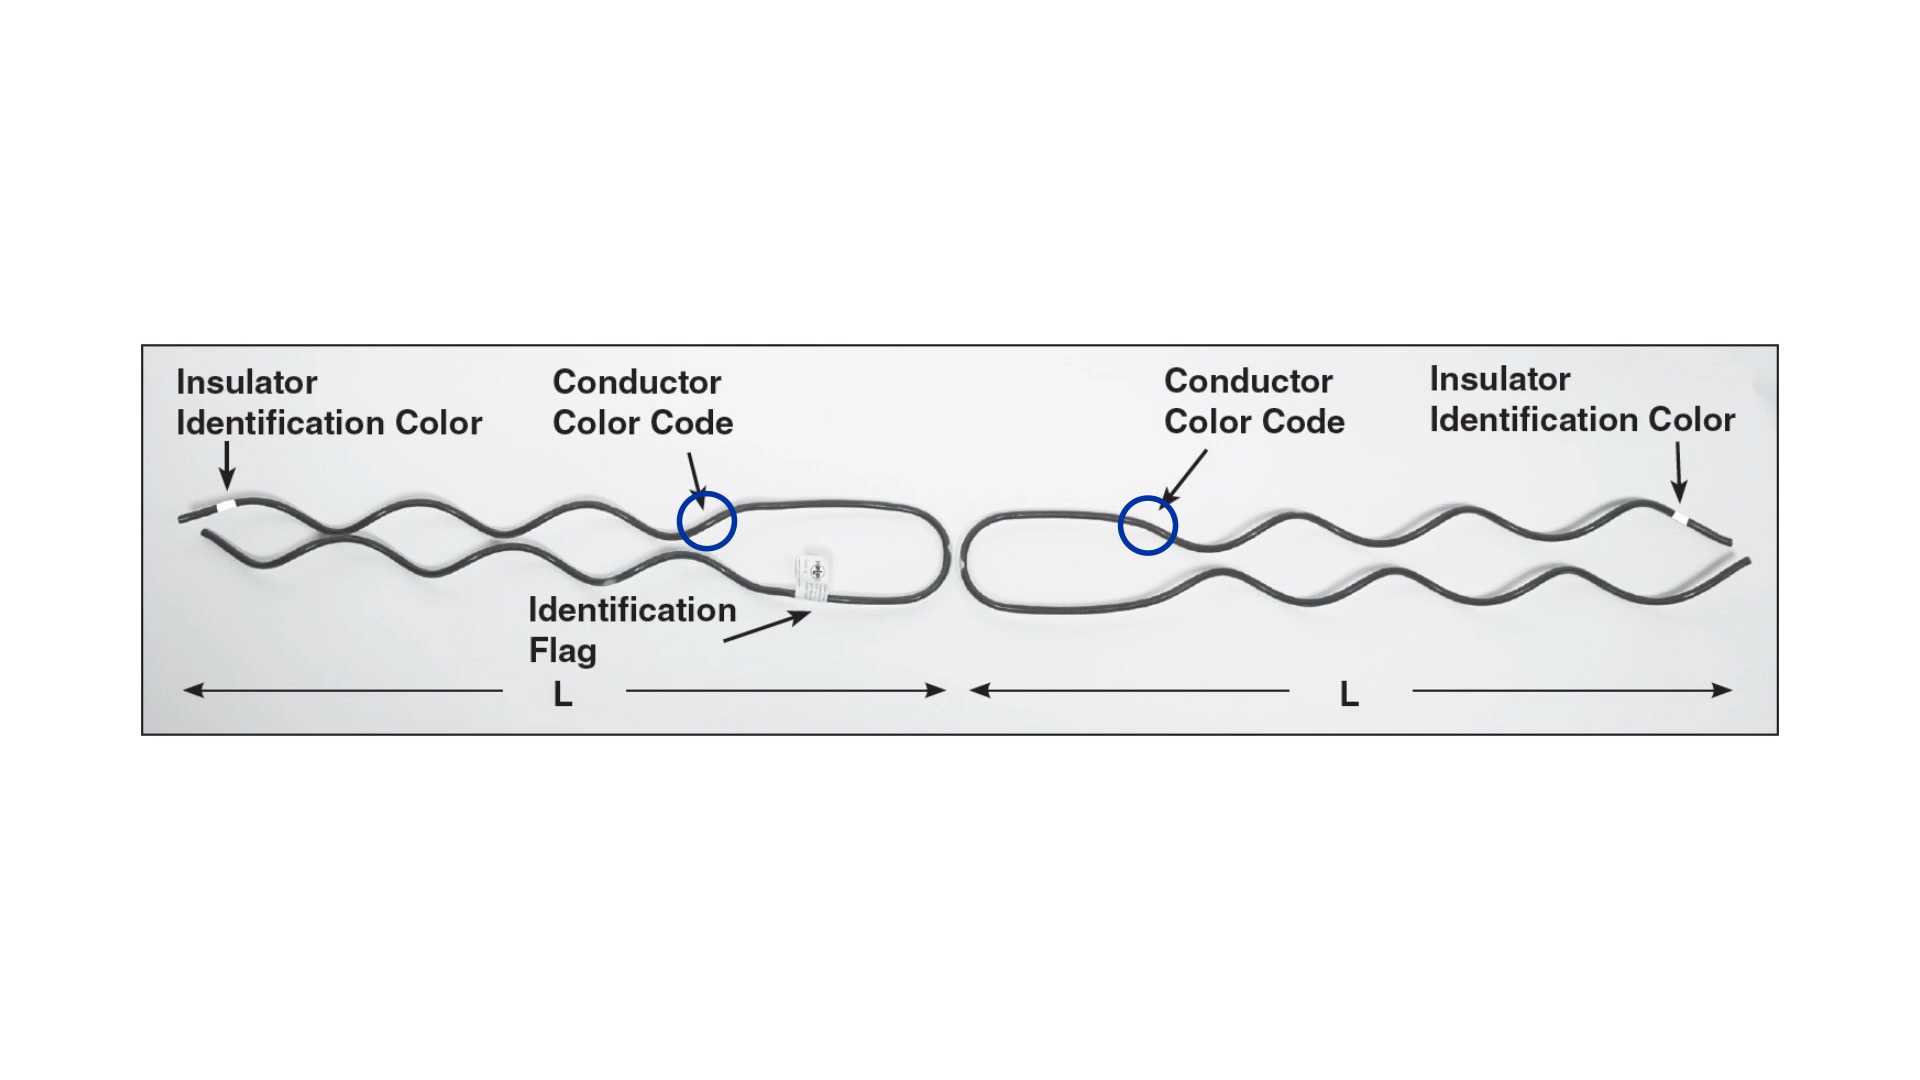 Insulator
Identification Color
Conductor
Color Code
Conductor
Color Code
Insulator
Identification Color
Identification
Flag
L
L